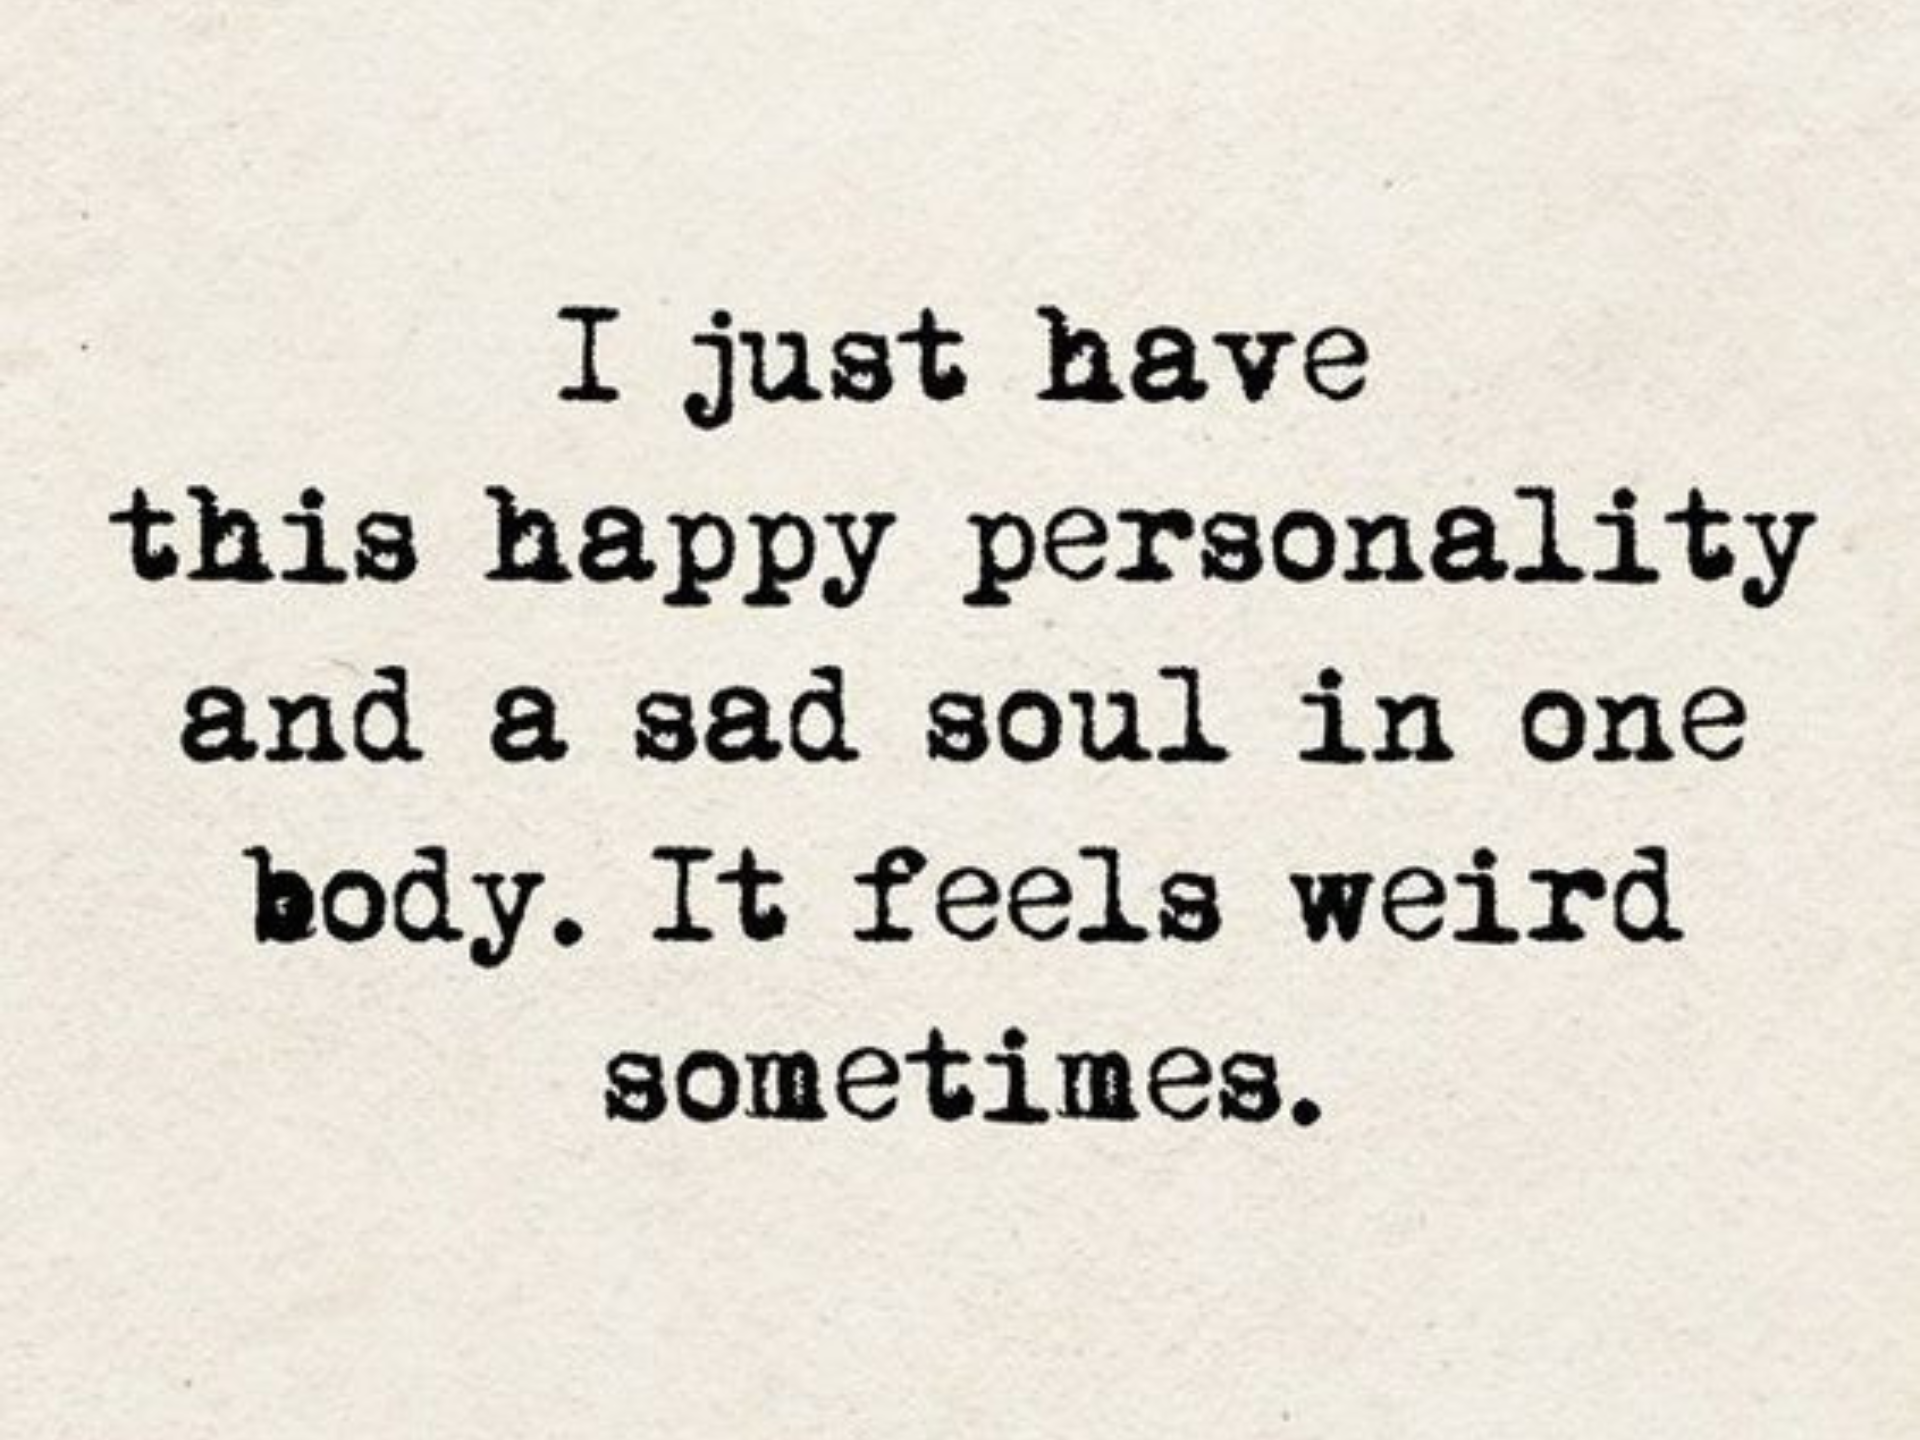 I just have
this happy personality
and a sad soul in one
body. It feels weird
sometimes.